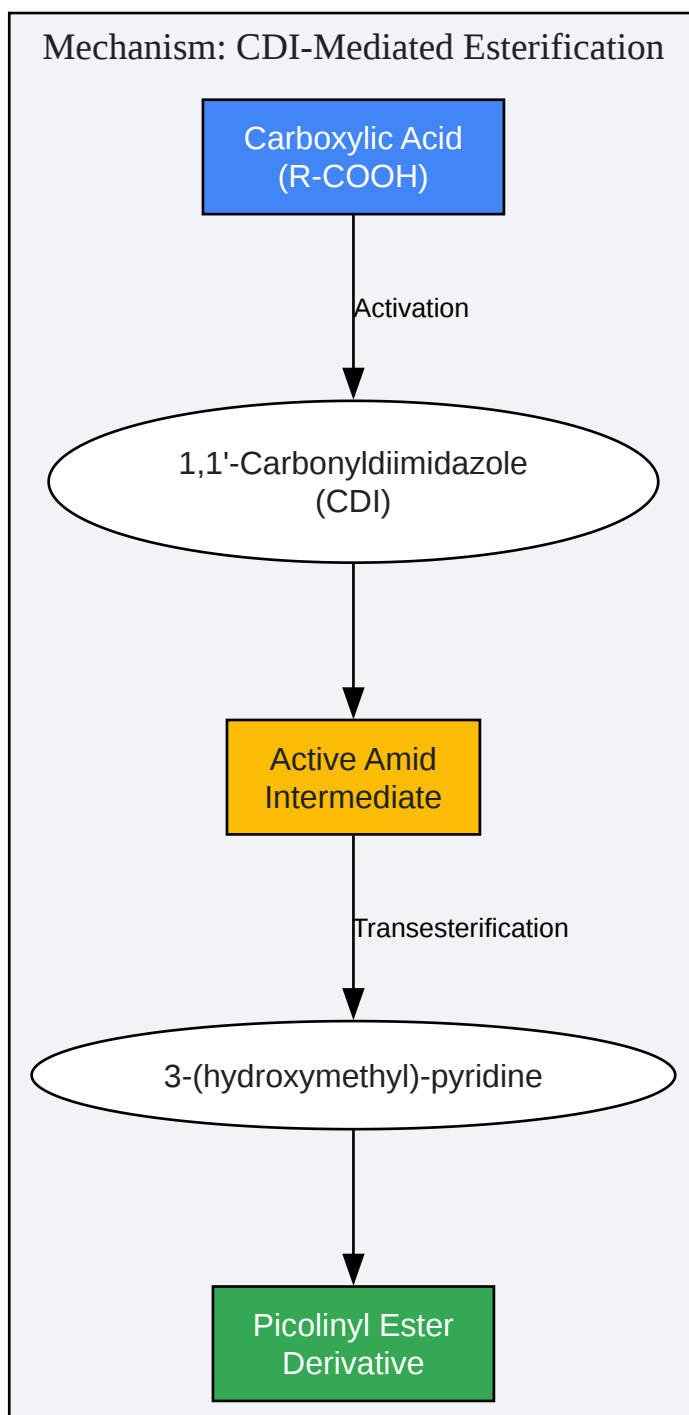 Mechanism: CDI-Mediated Esterification
Carboxylic Acid
(R-COOH)
Activation
1,1'-Carbonyldiimidazole
(CDI)
Active Amid
Intermediate
Transesterification
3-(hydroxymethyl)-pyridine
Picolinyl Ester
Derivative